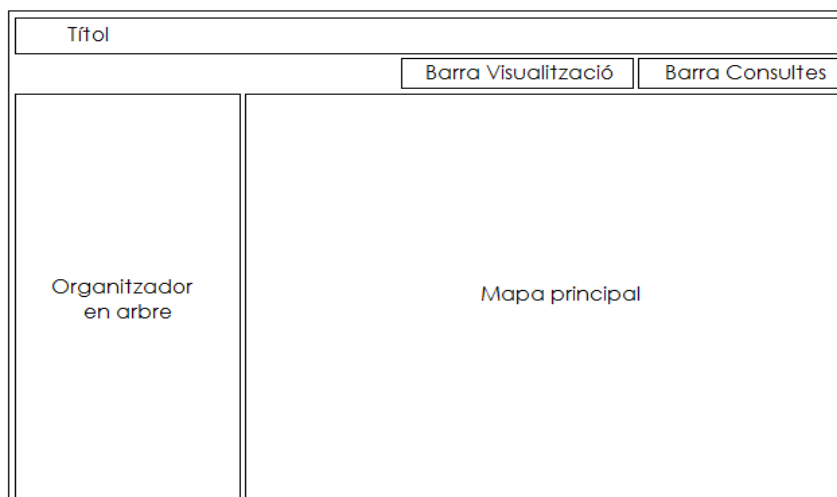 Títol
Barra Visualització
Barra Consultes
Organitzador
en arbre
Mapa principal